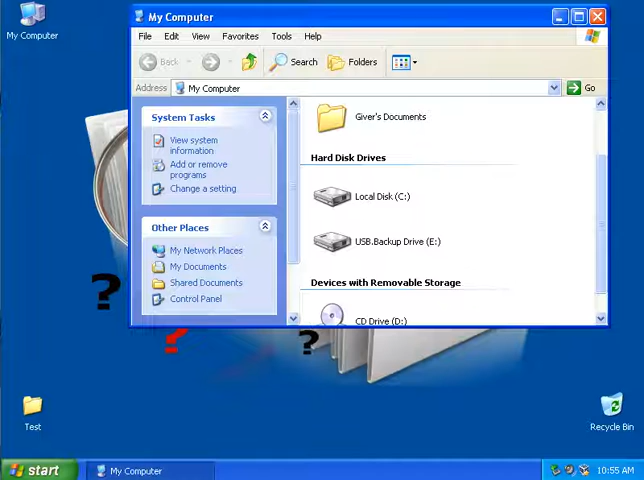 My Computer
My Computer
File Edit View Favorites Tools Help
Back Search Folders
Address My Computer Go
System Tasks
View system
information
Add or remove
programs
Change a setting
Other Places
My Network Places
My Documents
Shared Documents
Control Panel
Giver's Documents
Hard Disk Drives
Local Disk (C:)
USB.Backup Drive (E:)
Devices with Removable Storage
CD Drive (D:)
?
?
?
Test
Recycle Bin
start My Computer 10:55 AM